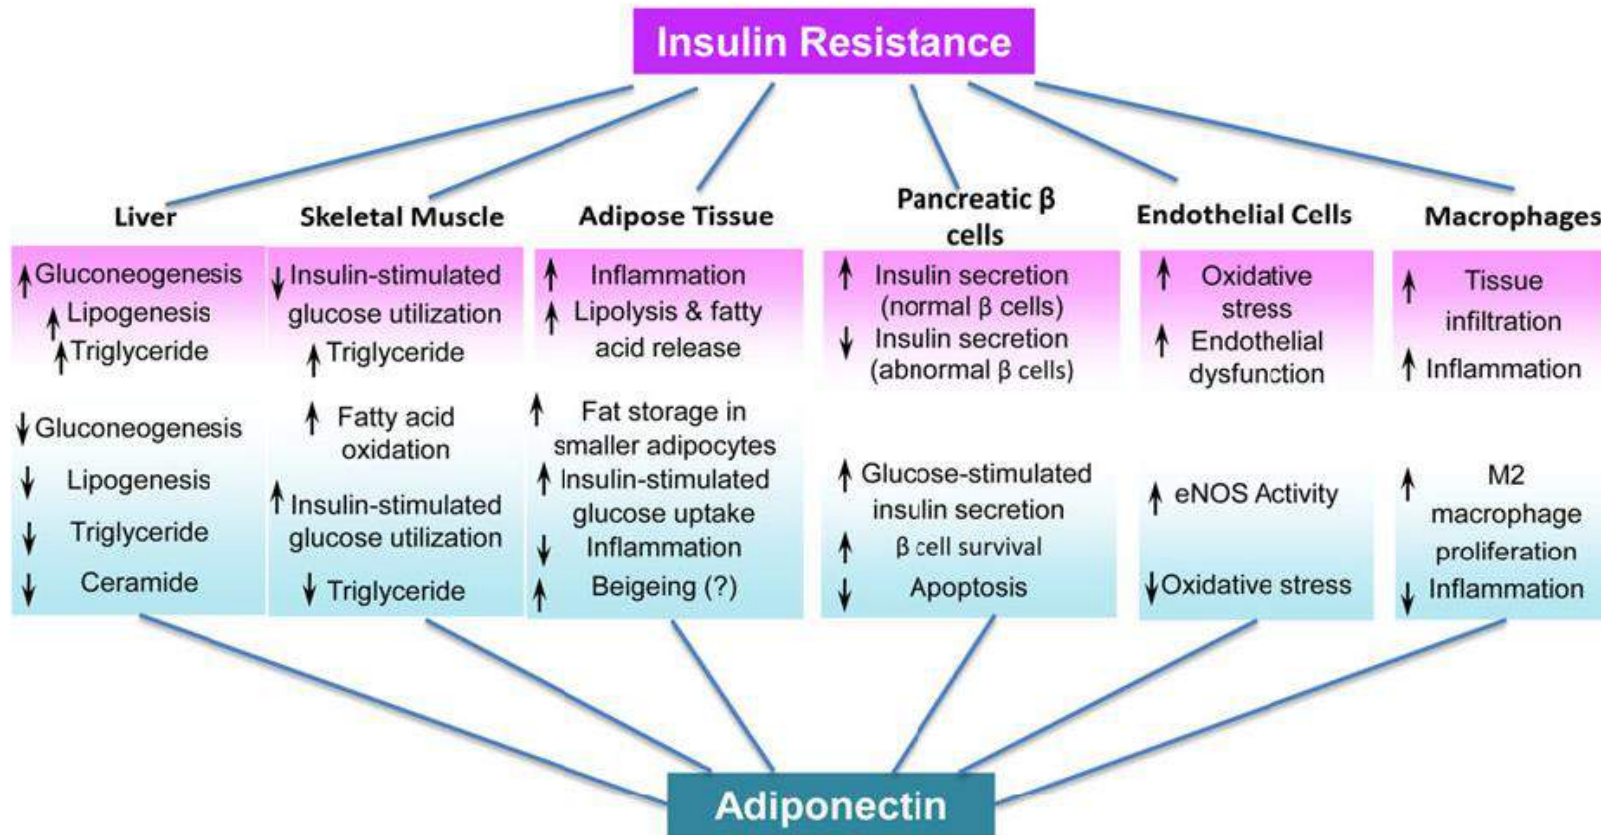 Insulin Resistance
Liver
↑ Gluconeogenesis
↑ Lipogenesis
↑ Triglyceride
↓ Gluconeogenesis
↓ Lipogenesis
↓ Triglyceride
↓ Ceramide
Skeletal Muscle
↓ Insulin-stimulated
glucose utilization
↑ Triglyceride
↑ Fatty acid
oxidation
↑ Insulin-stimulated
glucose utilization
↓ Triglyceride
Adipose Tissue
↑ Inflammation
↑ Lipolysis & fatty
acid release
↑ Fat storage in
smaller adipocytes
↑ Insulin-stimulated
glucose uptake
↓ Inflammation
↑ Beigeing (?)
Pancreatic β
cells
↑ Insulin secretion
(normal β cells)
↓ Insulin secretion
(abnormal β cells)
↑ Glucose-stimulated
insulin secretion
↑ β cell survival
↓ Apoptosis
Endothelial Cells
↑ Oxidative
stress
↑ Endothelial
dysfunction
↑ eNOS Activity
↓ Oxidative stress
Macrophages
↑ Tissue
infiltration
↑ Inflammation
↑ M2
macrophage
proliferation
↓ Inflammation
Adiponectin